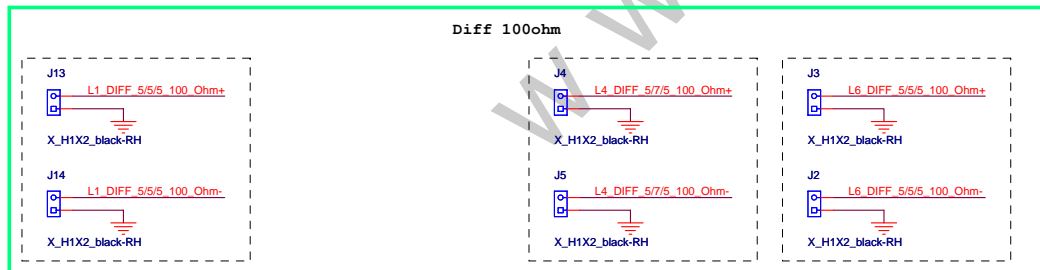 Diff 100ohm
J13
L1_DIFF_5/5/5_100_Ohm+
X_H1X2_black-RH
J14
L1_DIFF_5/5/5_100_Ohm-
X_H1X2_black-RH
J4
L4_DIFF_5/7/5_100_Ohm+
X_H1X2_black-RH
J5
L4_DIFF_5/7/5_100_Ohm-
X_H1X2_black-RH
J3
L6_DIFF_5/5/5_100_Ohm+
X_H1X2_black-RH
J2
L6_DIFF_5/5/5_100_Ohm-
X_H1X2_black-RH
w w